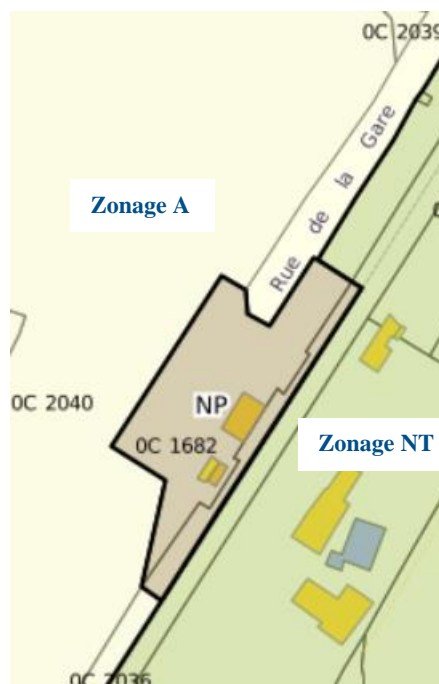 0C 2039
Rue de la Gare
Zonage A
0C 2040
NP
0C 1682
Zonage NT
0C 2036